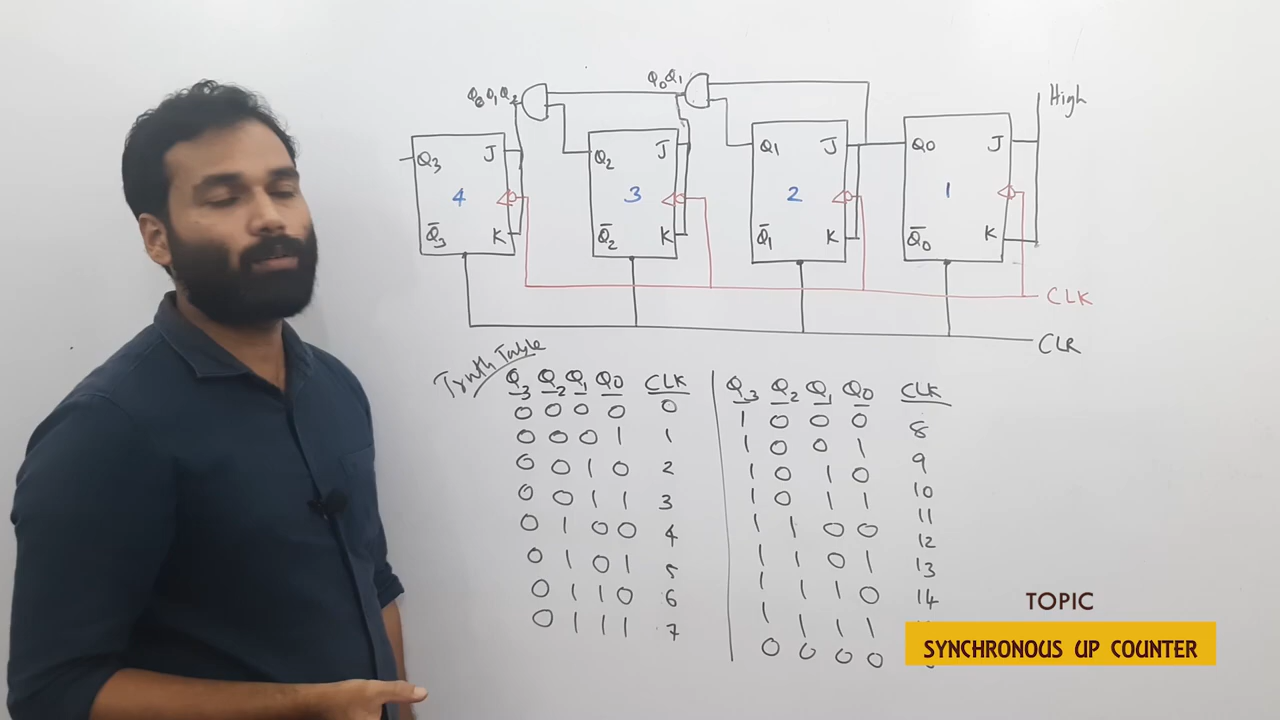 Q0Q1Q2 Q0Q1 High
Q3 J Q2 J Q1 J Q0 J
4 3 2 1
Q̅3 K Q̅2 K Q̅1 K Q̅0 K
CLK
CLR
Truth Table
Q3 Q2 Q1 Q0 CLK
0 0 0 0 0
0 0 0 1 1
0 0 1 0 2
0 0 1 1 3
0 1 0 0 4
0 1 0 1 5
0 1 1 0 6
0 1 1 1 7
Q3 Q2 Q1 Q0 CLK
1 0 0 0 8
1 0 0 1 9
1 0 1 0 10
1 0 1 1 11
1 1 0 0 12
1 1 0 1 13
1 1 1 0 14
1 1 1 1
0 0 0 0
TOPIC
SYNCHRONOUS UP COUNTER